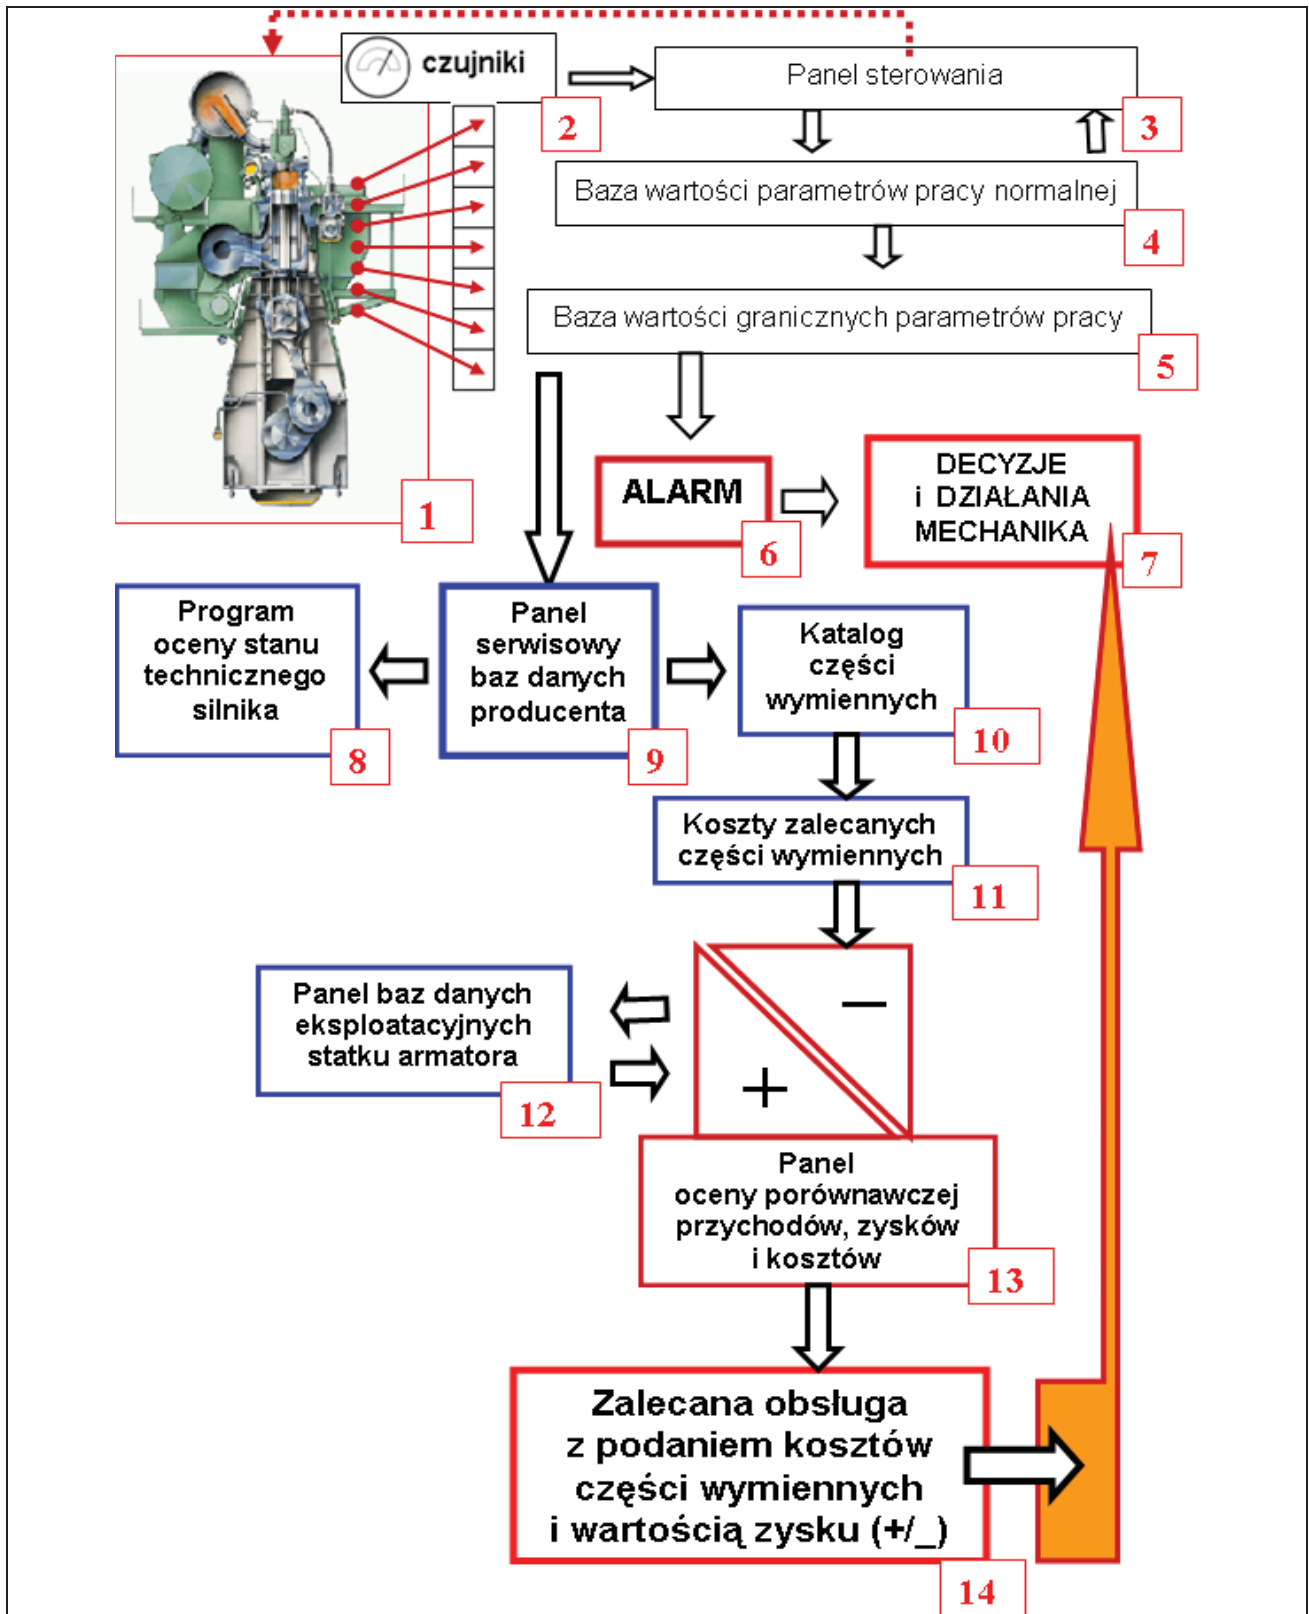 czujniki
2
Panel sterowania
3
Baza wartości parametrów pracy normalnej
4
Baza wartości granicznych parametrów pracy
5
1
ALARM
6
DECYZJE
i DZIAŁANIA
MECHANIKA
7
Program
oceny stanu
technicznego
silnika
8
Panel
serwisowy
baz danych
producenta
9
Katalog
części
wymiennych
10
Koszty zalecanych
części wymiennych
11
Panel baz danych
eksploatacyjnych
statku armatora
12
–
+
Panel
oceny porównawczej
przychodów, zysków
i kosztów
13
Zalecana obsługa
z podaniem kosztów
części wymiennych
i wartością zysku (+/_)
14